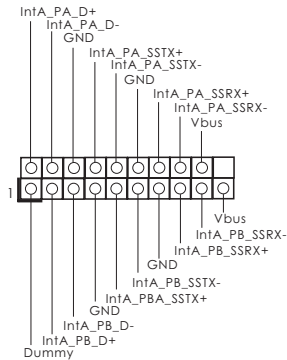 IntA_PA_D+
IntA_PA_D-
GND
IntA_PA_SSTX+
IntA_PA_SSTX-
GND
IntA_PA_SSRX+
IntA_PA_SSRX-
Vbus
1
Vbus
IntA_PB_SSRX-
IntA_PB_SSRX+
GND
IntA_PB_SSTX-
IntA_PBA_SSTX+
GND
IntA_PB_D-
IntA_PB_D+
Dummy